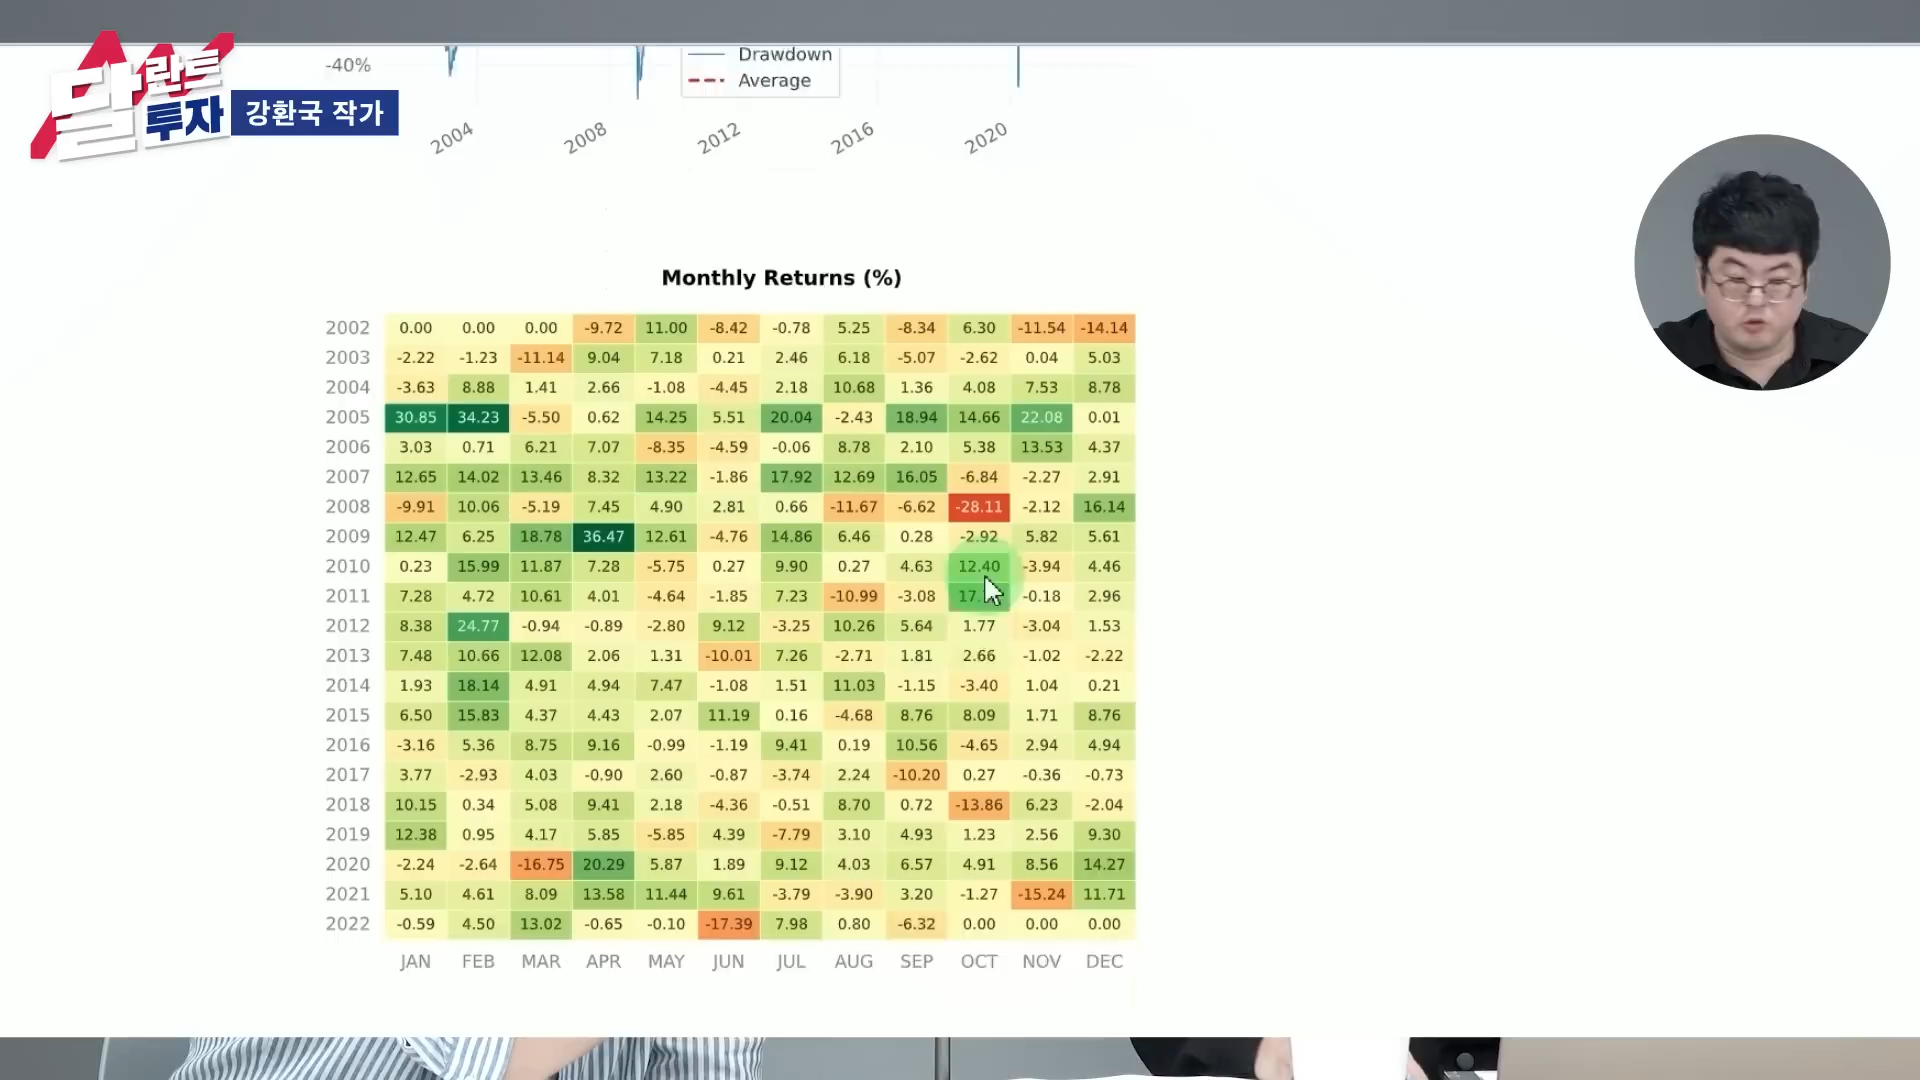 달란트
투자
강환국 작가
-40%
Drawdown
Average
2004 2008 2012 2016 2020
Monthly Returns (%)
2002 0.00 0.00 0.00 -9.72 11.00 -8.42 -0.78 5.25 -8.34 6.30 -11.54 -14.14
2003 -2.22 -1.23 -11.14 9.04 7.18 0.21 2.46 6.18 -5.07 -2.62 0.04 5.03
2004 -3.63 8.88 1.41 2.66 -1.08 -4.45 2.18 10.68 1.36 4.08 7.53 8.78
2005 30.85 34.23 -5.50 0.62 14.25 5.51 20.04 -2.43 18.94 14.66 22.08 0.01
2006 3.03 0.71 6.21 7.07 -8.35 -4.59 -0.06 8.78 2.10 5.38 13.53 4.37
2007 12.65 14.02 13.46 8.32 13.22 -1.86 17.92 12.69 16.05 -6.84 -2.27 2.91
2008 -9.91 10.06 -5.19 7.45 4.90 2.81 0.66 -11.67 -6.62 -28.11 -2.12 16.14
2009 12.47 6.25 18.78 36.47 12.61 -4.76 14.86 6.46 0.28 -2.92 5.82 5.61
2010 0.23 15.99 11.87 7.28 -5.75 0.27 9.90 0.27 4.63 12.40 -3.94 4.46
2011 7.28 4.72 10.61 4.01 -4.64 -1.85 7.23 -10.99 -3.08 -0.18 2.96
2012 8.38 24.77 -0.94 -0.89 -2.80 9.12 -3.25 10.26 5.64 1.77 -3.04 1.53
2013 7.48 10.66 12.08 2.06 1.31 -10.01 7.26 -2.71 1.81 2.66 -1.02 -2.22
2014 1.93 18.14 4.91 4.94 7.47 -1.08 1.51 11.03 -1.15 -3.40 1.04 0.21
2015 6.50 15.83 4.37 4.43 2.07 11.19 0.16 -4.68 8.76 8.09 1.71 8.76
2016 -3.16 5.36 8.75 9.16 -0.99 -1.19 9.41 0.19 10.56 -4.65 2.94 4.94
2017 3.77 -2.93 4.03 -0.90 2.60 -0.87 -3.74 2.24 -10.20 0.27 -0.36 -0.73
2018 10.15 0.34 5.08 9.41 2.18 -4.36 -0.51 8.70 0.72 -13.86 6.23 -2.04
2019 12.38 0.95 4.17 5.85 -5.85 4.39 -7.79 3.10 4.93 1.23 2.56 9.30
2020 -2.24 -2.64 -16.75 20.29 5.87 1.89 9.12 4.03 6.57 4.91 8.56 14.27
2021 5.10 4.61 8.09 13.58 11.44 9.61 -3.79 -3.90 3.20 -1.27 -15.24 11.71
2022 -0.59 4.50 13.02 -0.65 -0.10 -17.39 7.98 0.80 -6.32 0.00 0.00 0.00
JAN FEB MAR APR MAY JUN JUL AUG SEP OCT NOV DEC